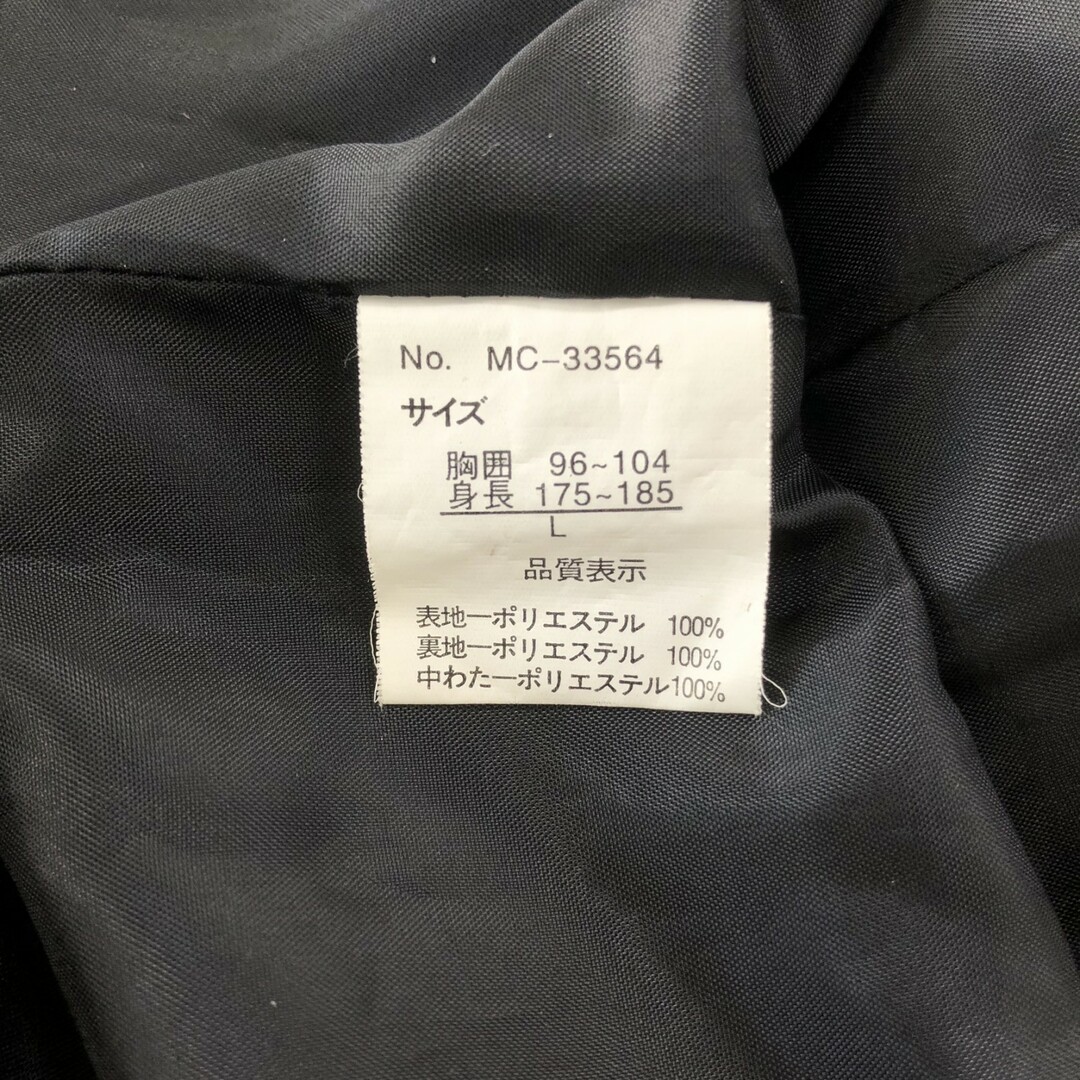 No. MC-33564
サイズ
胸囲 96~104
身長 175~185
L
品質表示
表地ーポリエステル 100%
裏地ーポリエステル 100%
中わたーポリエステル100%